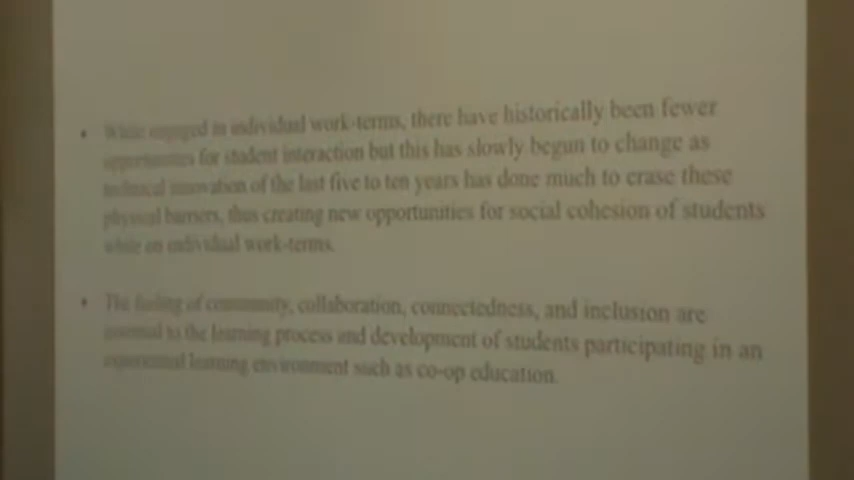 • While engaged in individual work-terms, there have historically been fewer
opportunities for student interaction but this has slowly begun to change as
technical innovation of the last five to ten years has done much to erase these
physical barriers, thus creating new opportunities for social cohesion of students
while on individual work-terms.
• The feeling of community, collaboration, connectedness, and inclusion are
essential to the learning process and development of students participating in an
experiential learning environment such as co-op education.